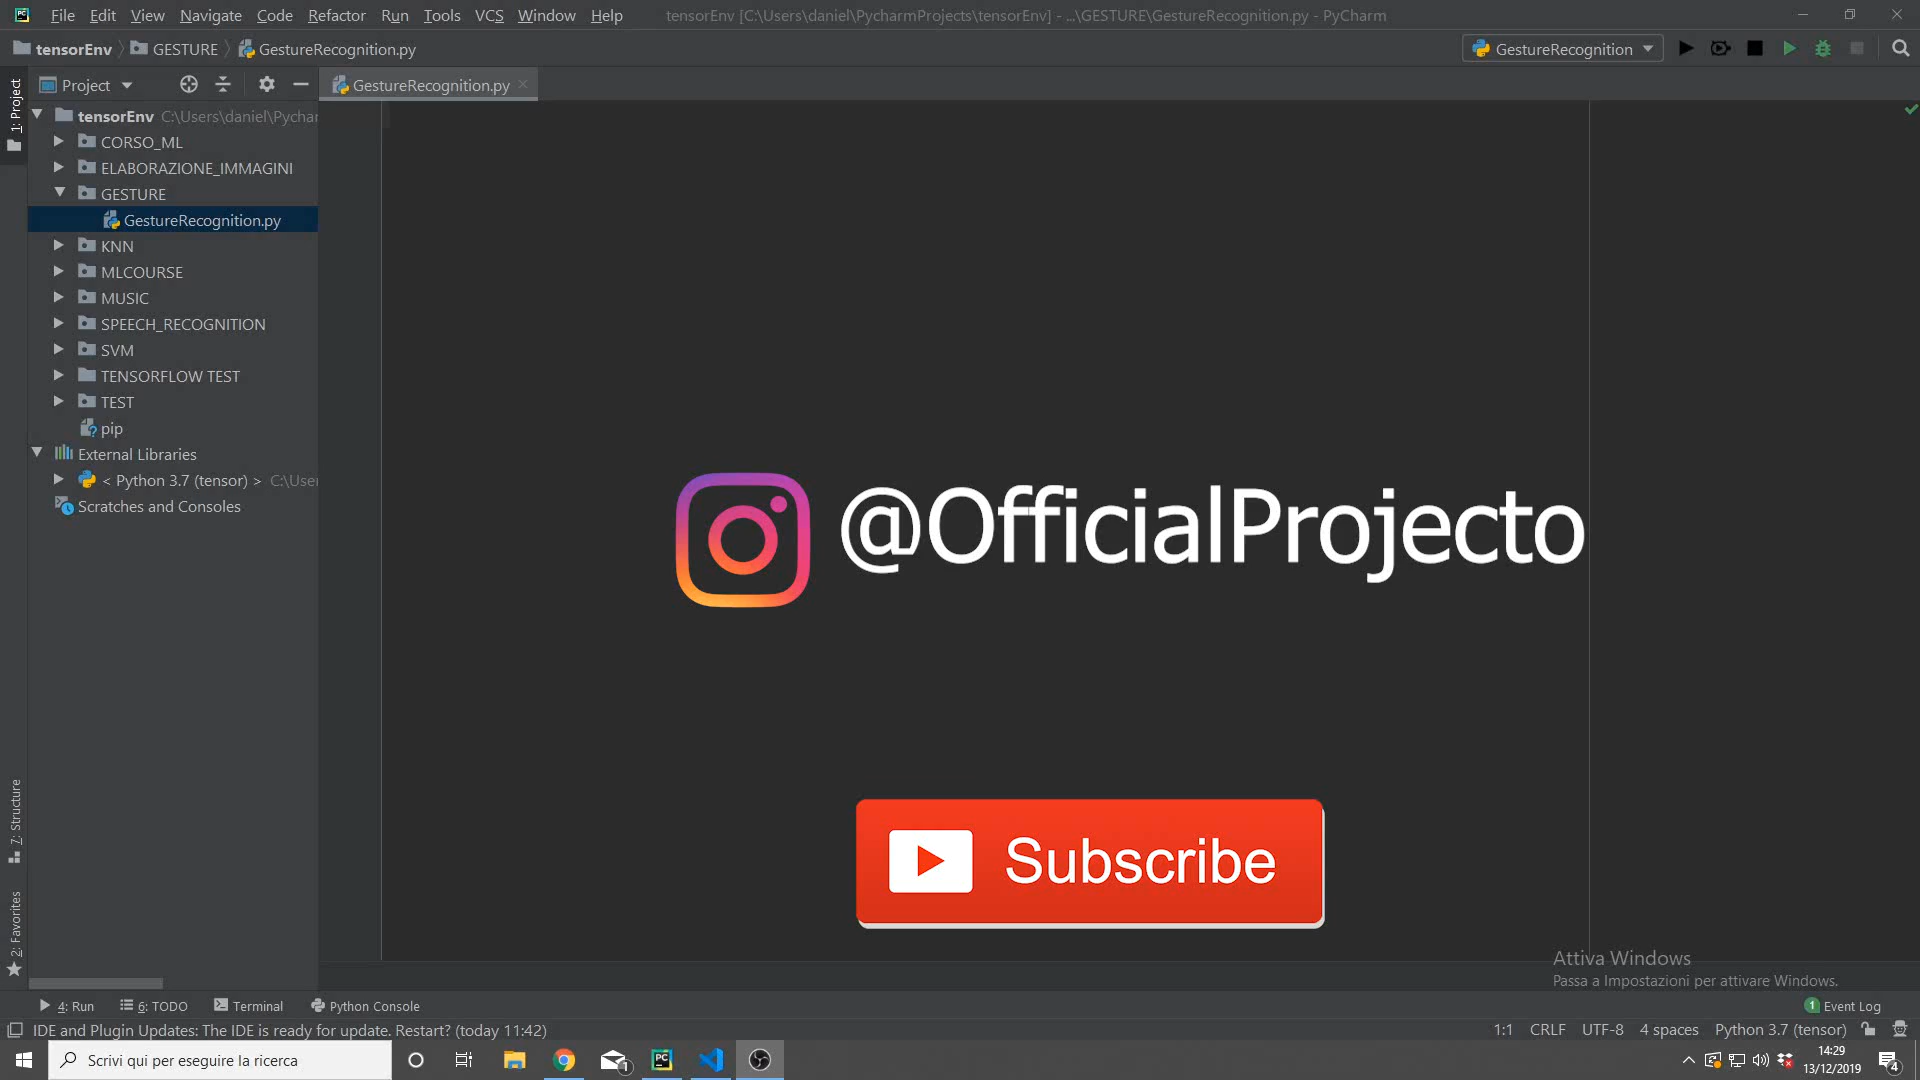 File Edit View Navigate Code Refactor Run Tools VCS Window Help tensorEnv [C:\Users\daniel\PycharmProjects\tensorEnv] - ...\GESTURE\GestureRecognition.py - PyCharm
tensorEnv GESTURE GestureRecognition.py GestureRecognition
1: Project
Project
GestureRecognition.py
tensorEnv C:\Users\daniel\Pychar
CORSO_ML
ELABORAZIONE_IMMAGINI
GESTURE
GestureRecognition.py
KNN
MLCOURSE
MUSIC
SPEECH_RECOGNITION
SVM
TENSORFLOW TEST
TEST
pip
External Libraries
< Python 3.7 (tensor) > C:\User
Scratches and Consoles
@OfficialProjecto
Subscribe
7: Structure
2: Favorites
Attiva Windows
Passa a Impostazioni per attivare Windows.
4: Run 6: TODO Terminal Python Console 1 Event Log
IDE and Plugin Updates: The IDE is ready for update. Restart? (today 11:42) 1:1 CRLF UTF-8 4 spaces Python 3.7 (tensor)
Scrivi qui per eseguire la ricerca
PC
1
14:29
13/12/2019
4